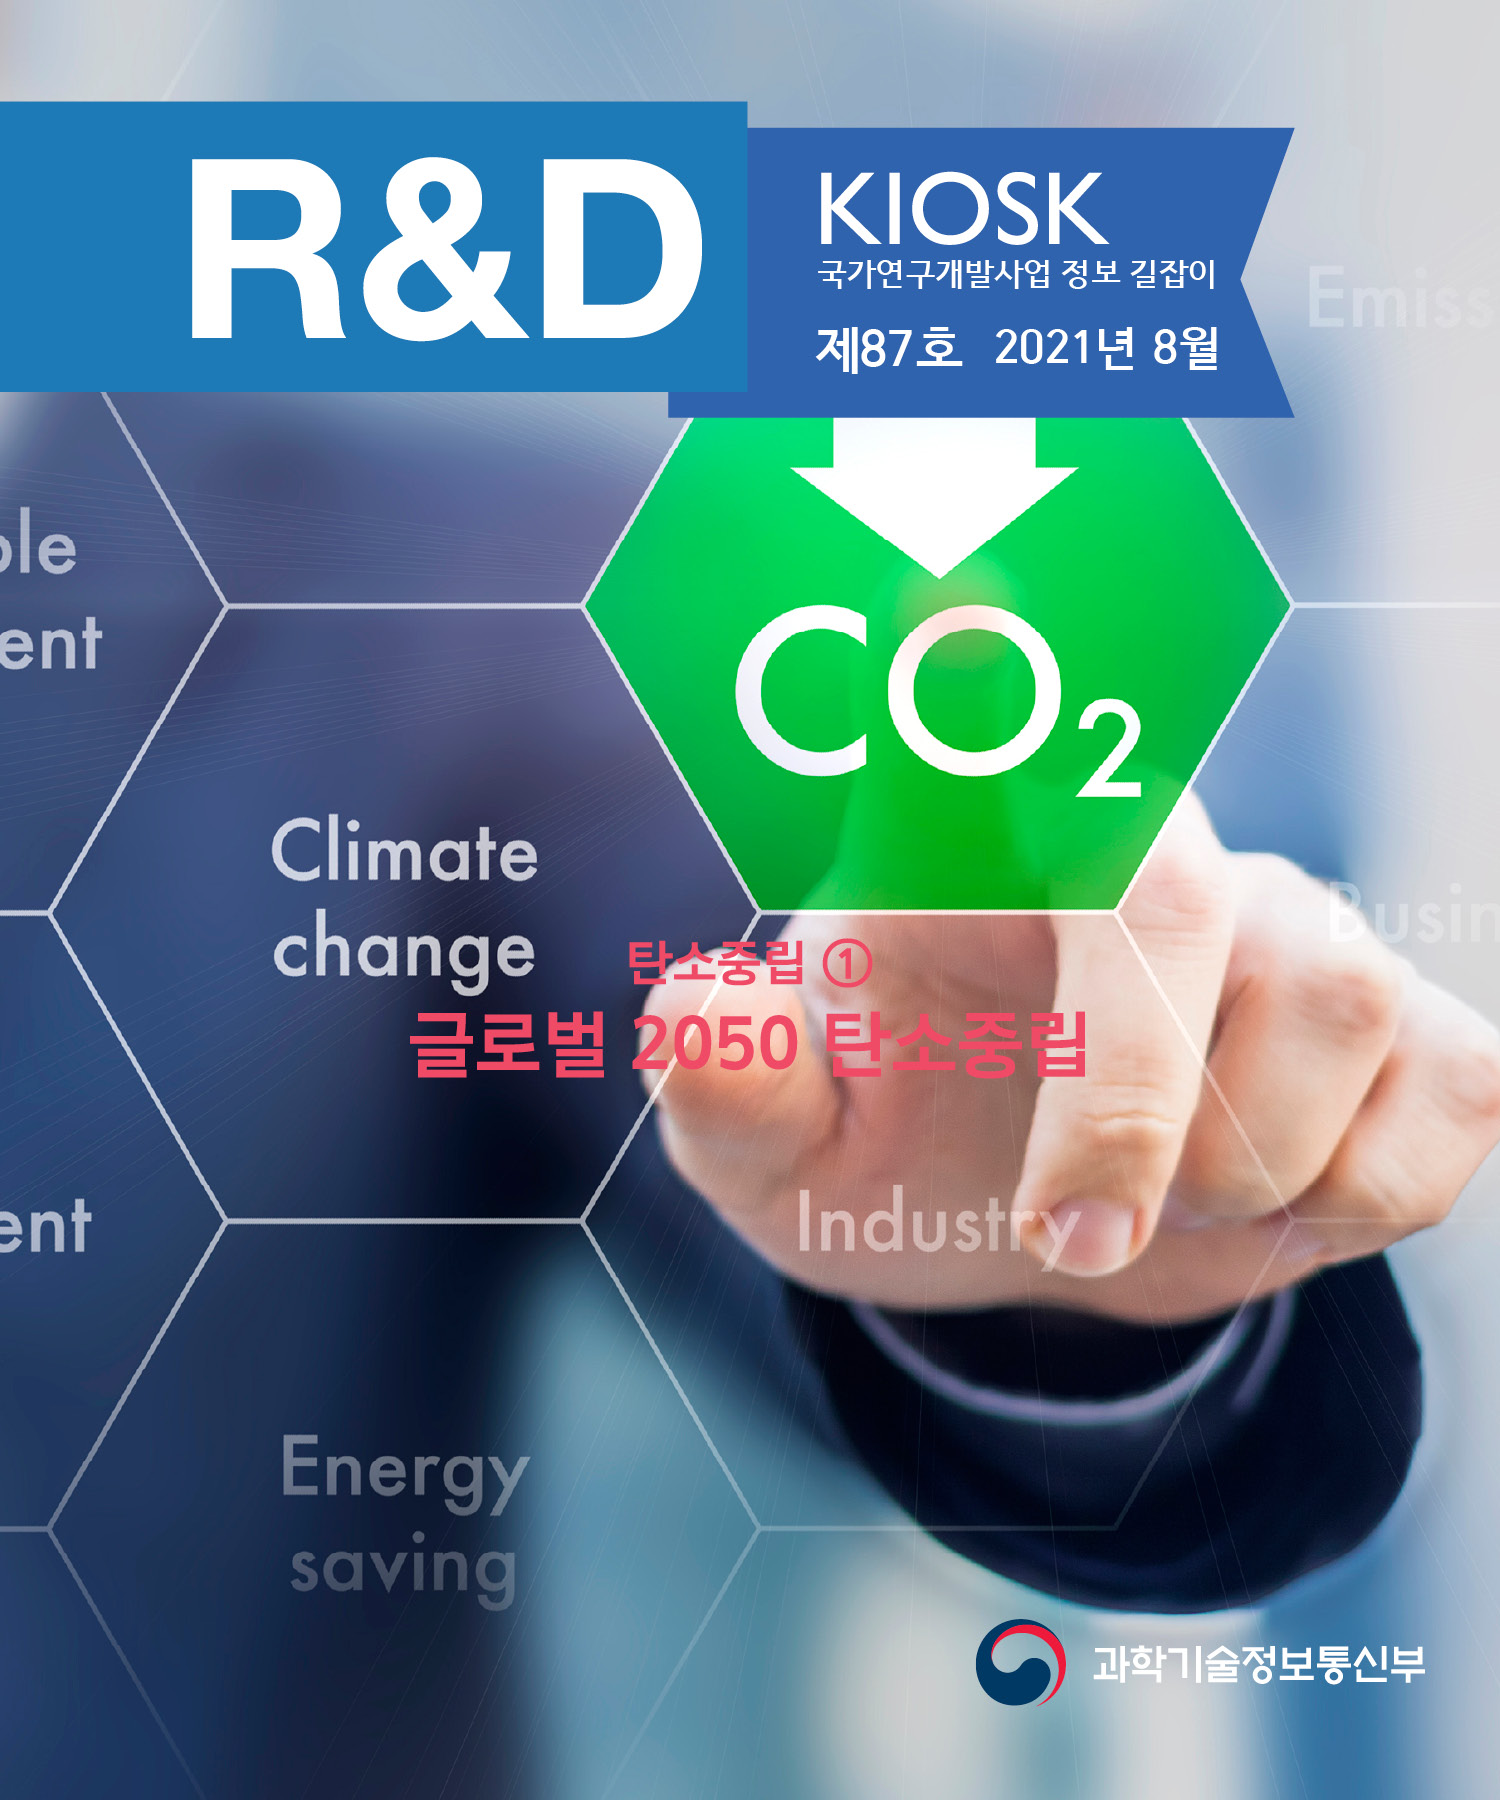 R&D
KIOSK
국가연구개발사업 정보 길잡이
제87호 2021년 8월
CO₂
Climate
change
탄소중립 ①
글로벌 2050 탄소중립
Industry
Energy
saving
과학기술정보통신부